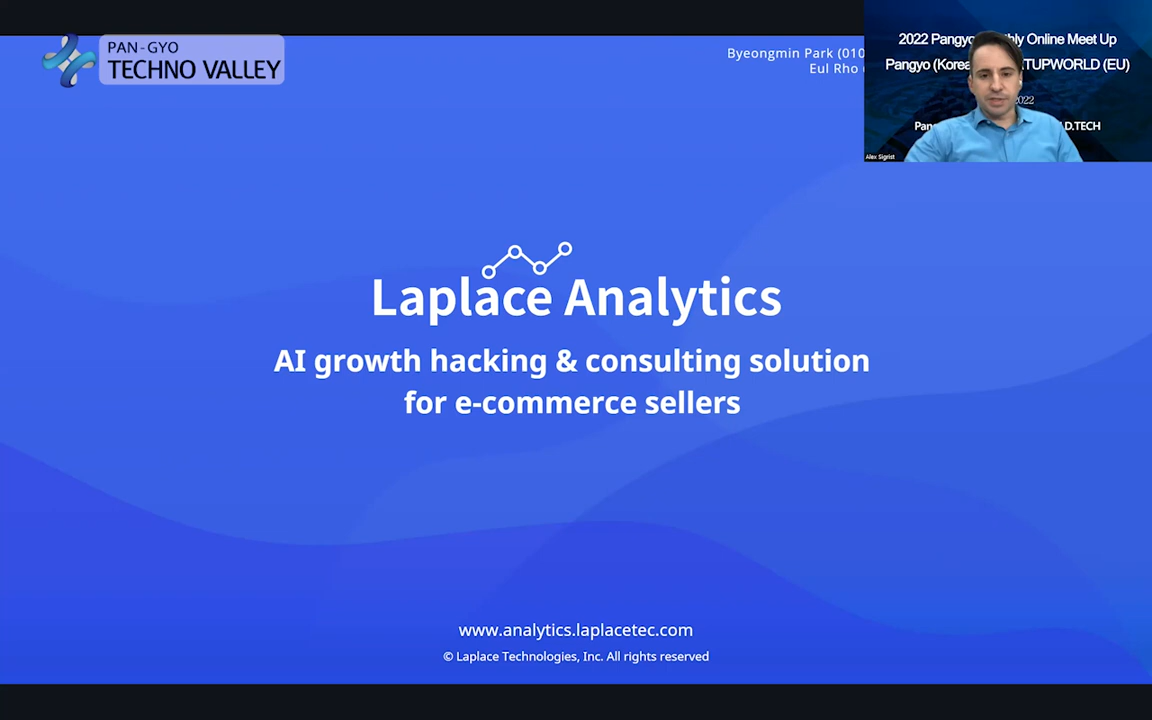 PAN-GYO
TECHNO VALLEY
Byeongmin Park (010
Eul Rho
2022 Pangyo hly Online Meet Up
Pangyo (Korea TUPWORLD (EU)
2022
Pan D.TECH
Alex Sigrist
Laplace Analytics
AI growth hacking & consulting solution
for e-commerce sellers
www.analytics.laplacetec.com
© Laplace Technologies, Inc. All rights reserved